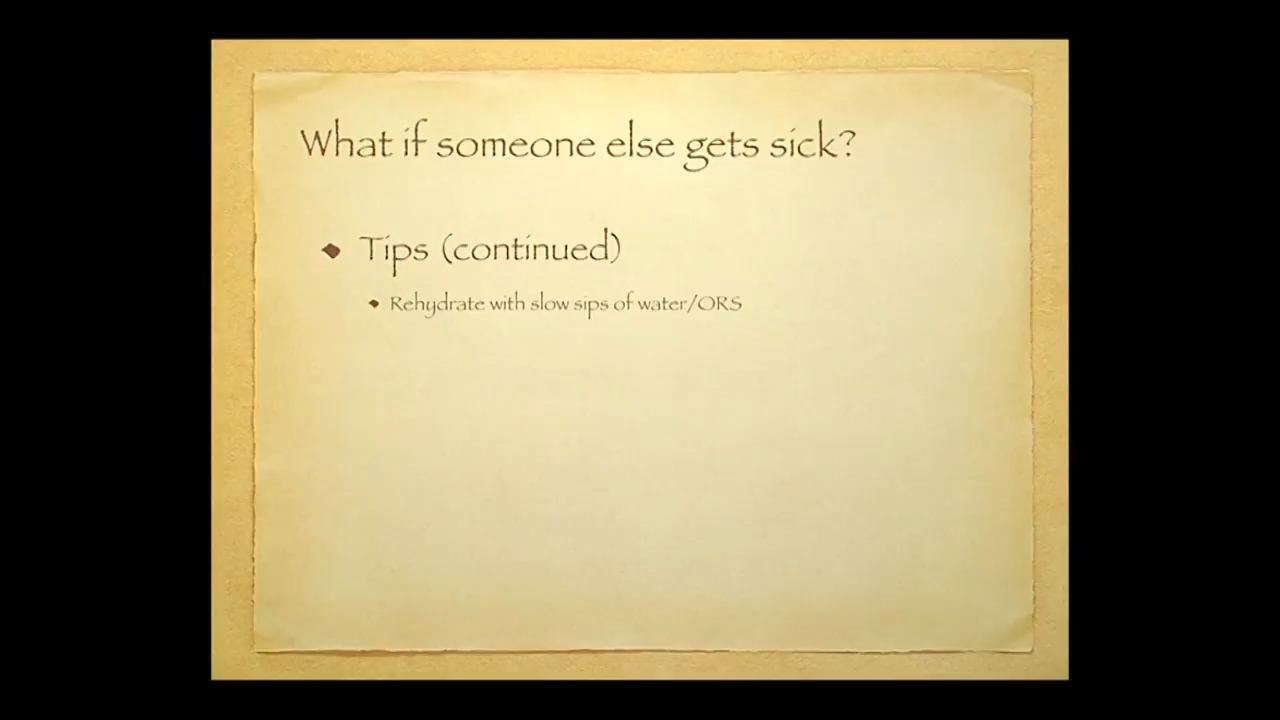 What if someone else gets sick?
Tips (continued)
Rehydrate with slow sips of water/ORS